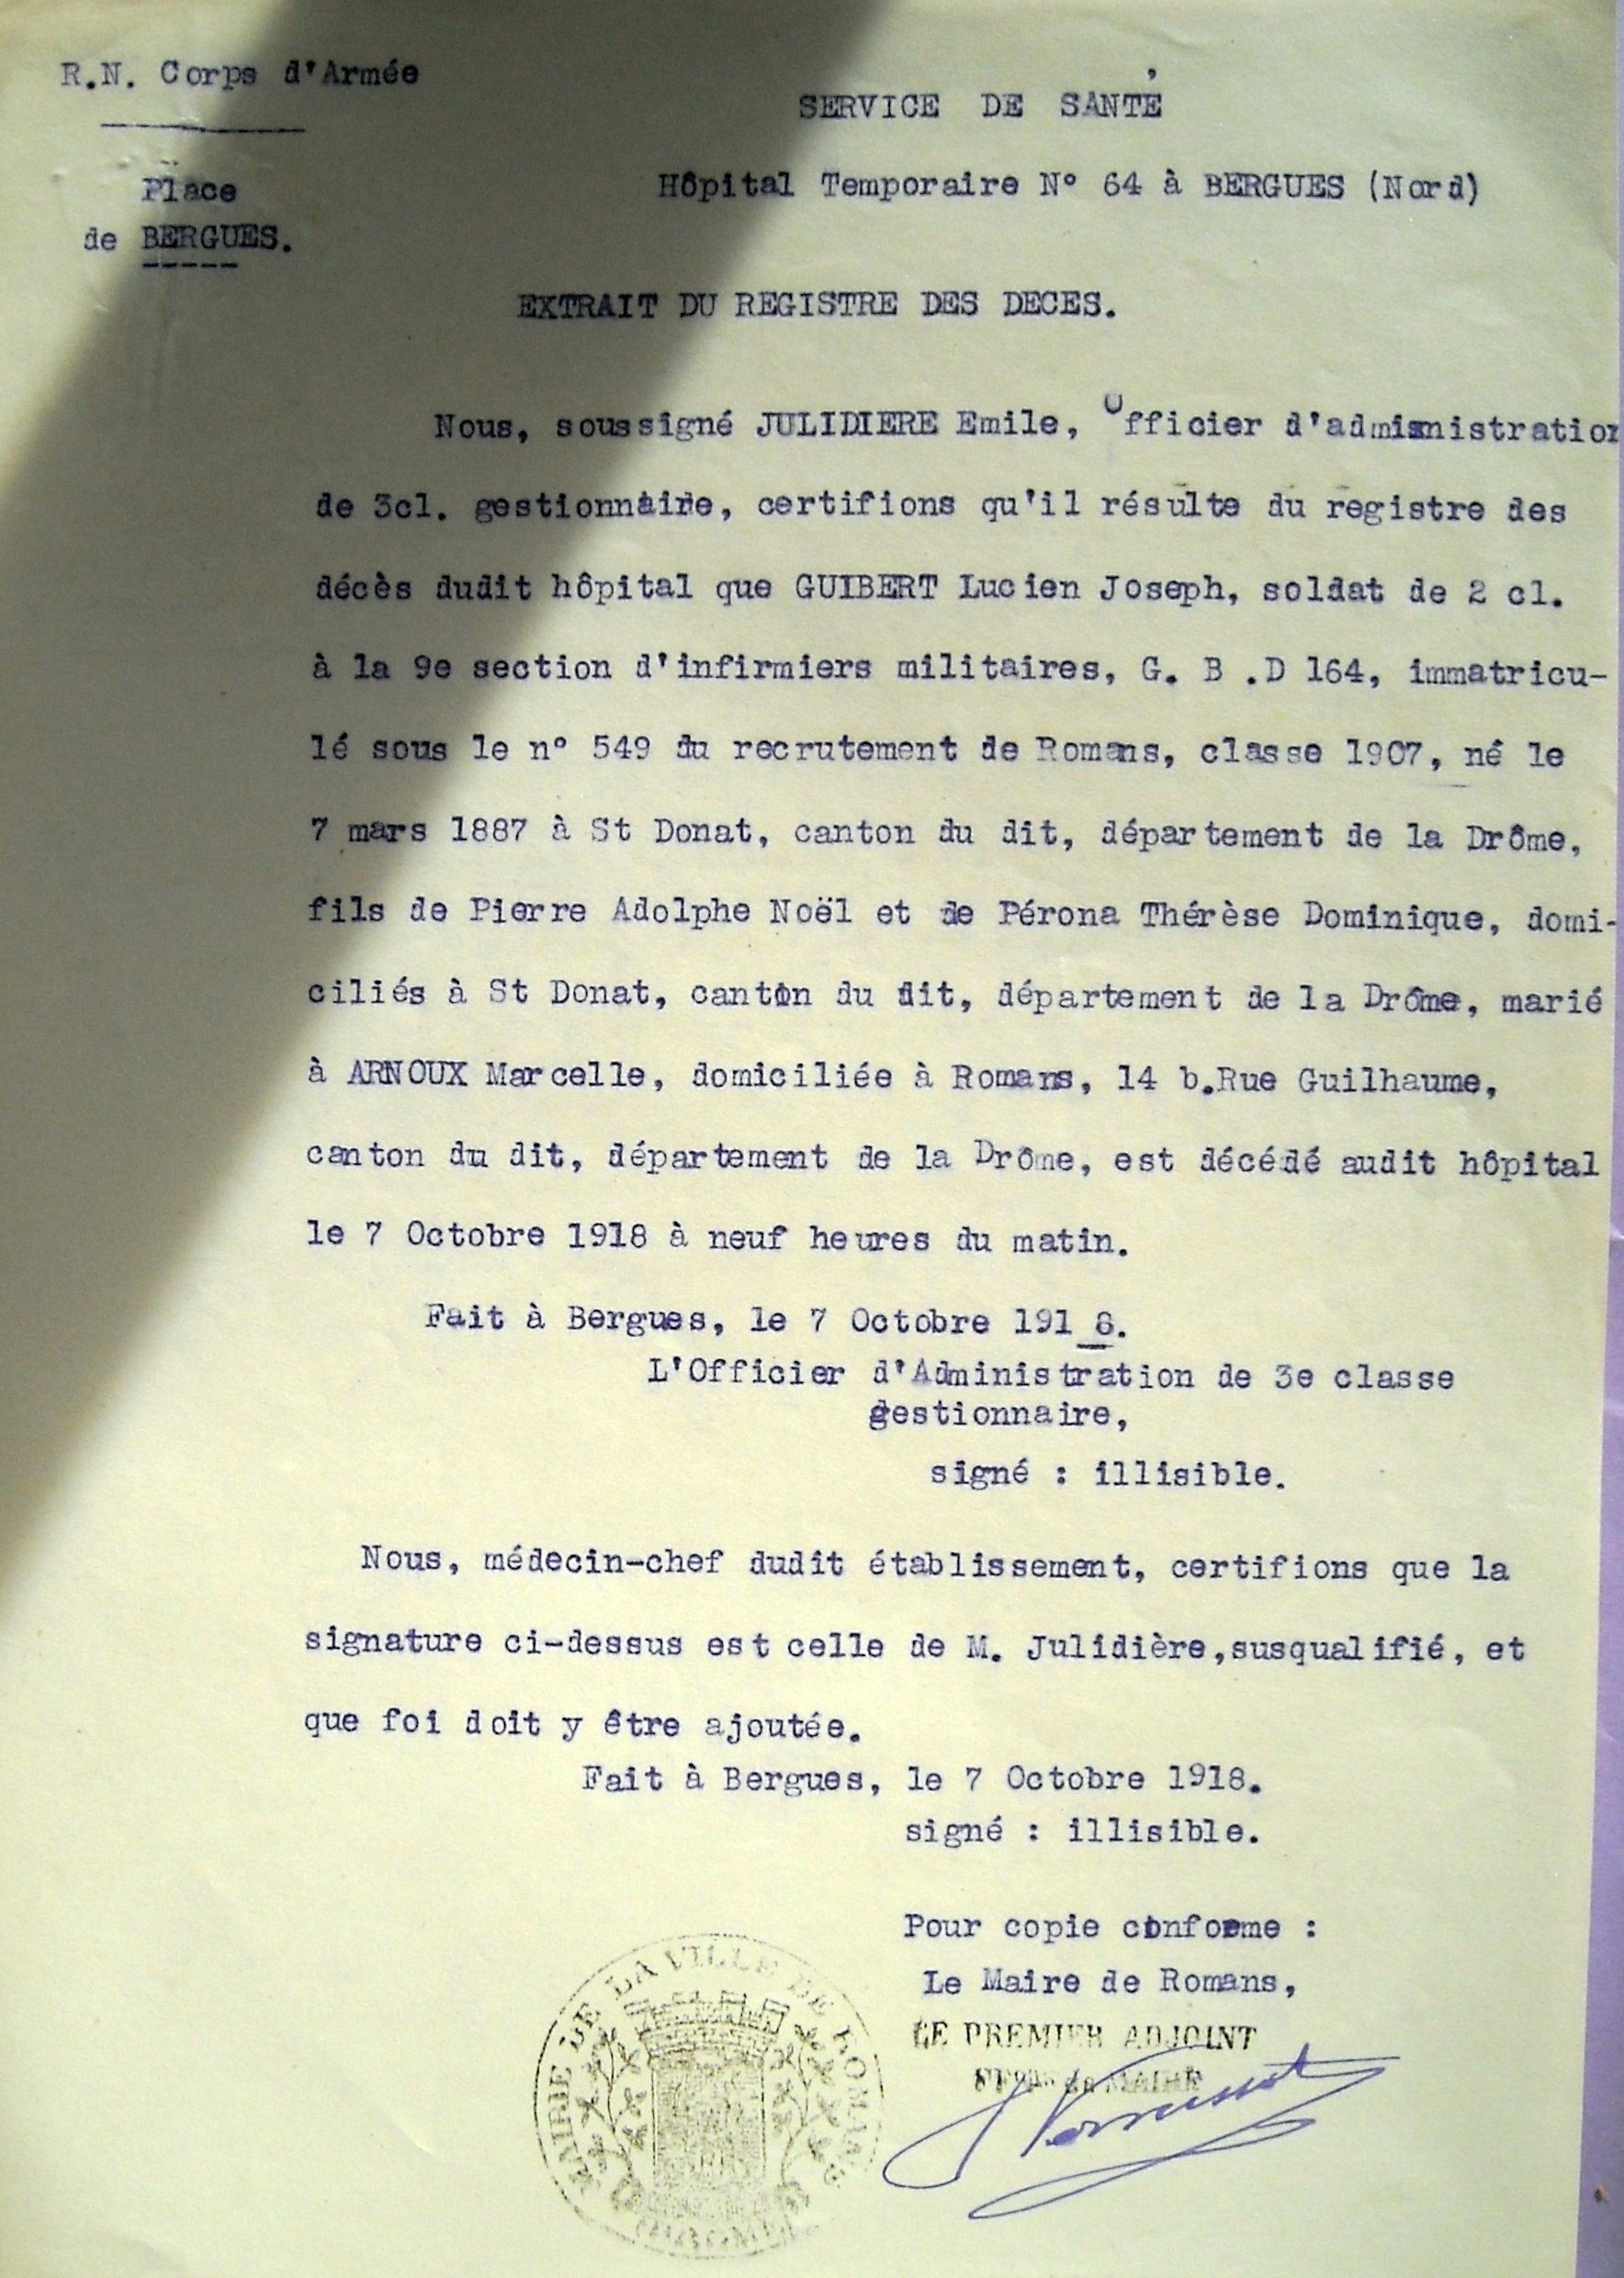 R.N. Corps d'Armée
Place
de BERGUES.
SERVICE DE SANTÉ
Hôpital Temporaire N° 64 à BERGUES (Nord)
EXTRAIT DU REGISTRE DES DECES.
Nous, soussigné JULIDIERE Emile, Officier d'administration
de 3cl. gestionnaire, certifions qu'il résulte du registre des
décès dudit hôpital que GUIBERT Lucien Joseph, soldat de 2 cl.
à la 9e section d'infirmiers militaires, G. B .D 164, immatricu-
lé sous le n° 549 du recrutement de Romans, classe 1907, né le
7 mars 1887 à St Donat, canton du dit, département de la Drôme,
fils de Pierre Adolphe Noël et de Pérona Thérèse Dominique, domi-
ciliés à St Donat, canton du dit, département de la Drôme, marié
à ARNOUX Marcelle, domiciliée à Romans, 14 b.Rue Guilhaume,
canton du dit, département de la Drôme, est décédé audit hôpital
le 7 Octobre 1918 à neuf heures du matin.
Fait à Bergues, le 7 Octobre 191 8.
L'Officier d'Administration de 3e classe
gestionnaire,
signé : illisible.
Nous, médecin-chef dudit établissement, certifions que la
signature ci-dessus est celle de M. Julidière,susqualifié, et
que foi doit y être ajoutée.
Fait à Bergues, le 7 Octobre 1918.
signé : illisible.
Pour copie conforme :
Le Maire de Romans,
LE PREMIER ADJOINT
MAIRIE DE LA VILLE DE ROMANS